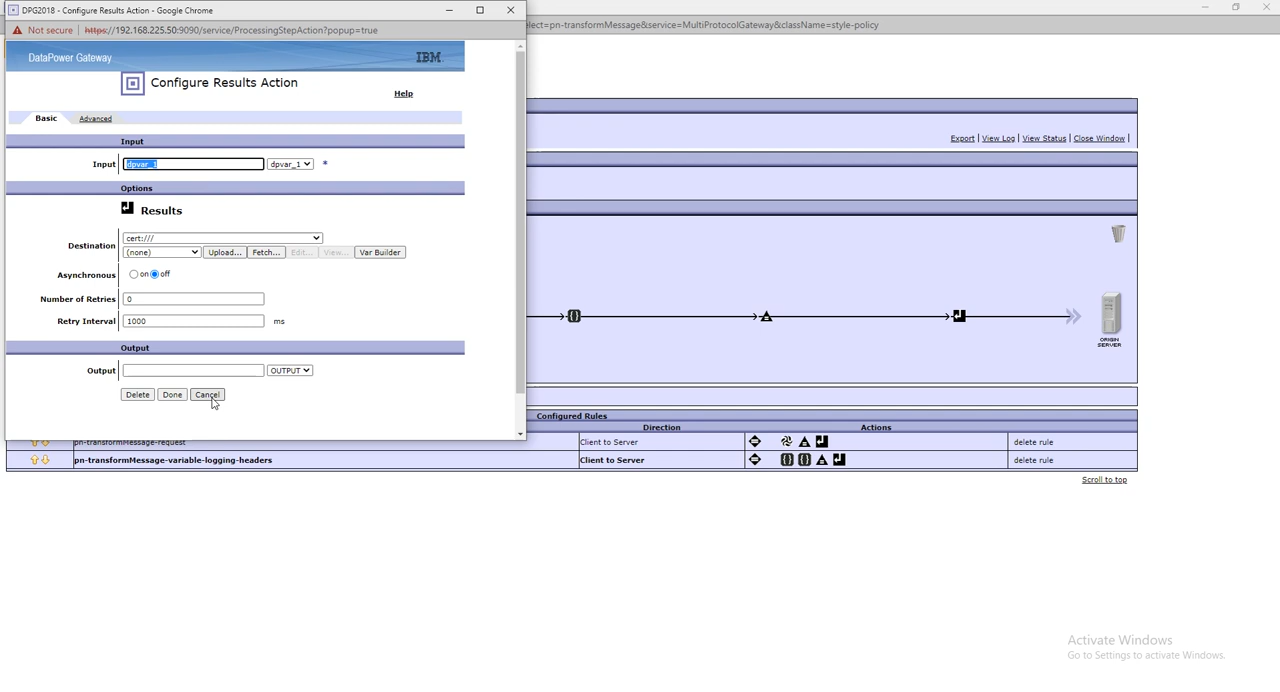 DPG2018 - Configure Results Action - Google Chrome
Not secure | https://192.168.225.50:9090/service/ProcessingStepAction?popup=true
elect=pn-transformMessage&service=MultiProtocolGateway&className=style-policy
DataPower Gateway
IBM.
Configure Results Action
Help
Basic
Advanced
Input
Export | View Log | View Status | Close Window |
Input dpvar_1 dpvar_1 *
Options
Results
Destination cert:///
(none) Upload... Fetch... Edit... View... Var Builder
Asynchronous on off
Number of Retries 0
Retry Interval 1000 ms
ORIGIN
SERVER
Output
Output OUTPUT
Delete Done Cancel
Configured Rules
Direction Actions
pn-transformMessage-request Client to Server delete rule
pn-transformMessage-variable-logging-headers Client to Server delete rule
Scroll to top
Activate Windows
Go to Settings to activate Windows.